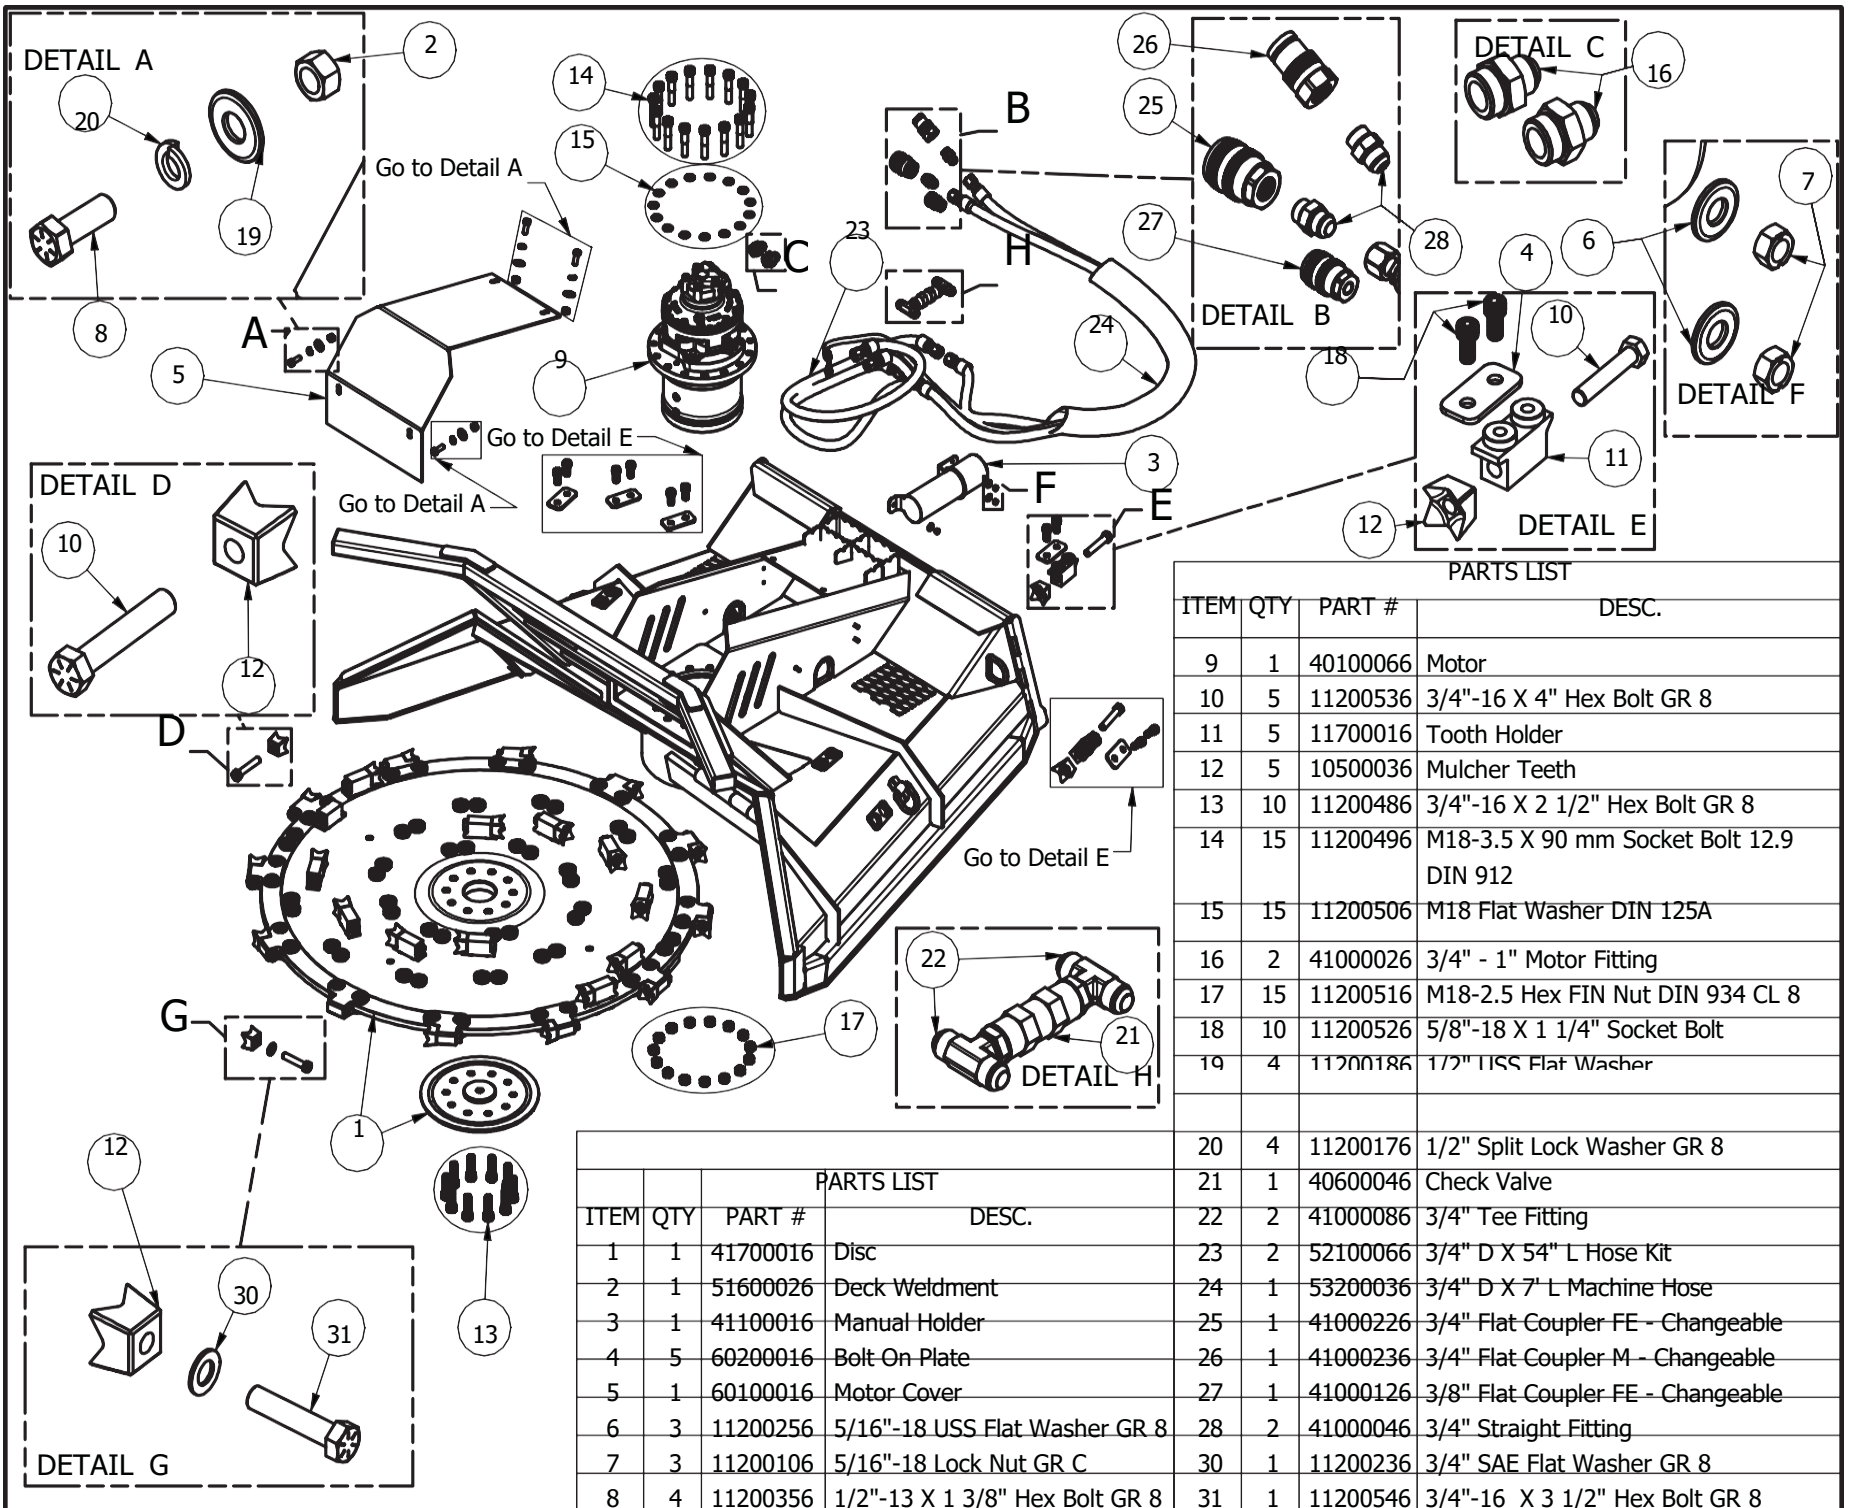 DETAIL A
2
20
19
8
14
15
Go to Detail A
A
5
9
23
C
B
H
24
26
25
27
28
DETAIL B
DETAIL C
16
6
7
DETAIL F
4
10
18
11
12
DETAIL E
Go to Detail E
Go to Detail A
3
F
E
DETAIL D
10
12
D
Go to Detail E
G
1
17
13
22
21
DETAIL H
12
30
31
DETAIL G
PARTS LIST
ITEM QTY PART # DESC.
9 1 40100066 Motor
10 5 11200536 3/4"-16 X 4" Hex Bolt GR 8
11 5 11700016 Tooth Holder
12 5 10500036 Mulcher Teeth
13 10 11200486 3/4"-16 X 2 1/2" Hex Bolt GR 8
14 15 11200496 M18-3.5 X 90 mm Socket Bolt 12.9
DIN 912
15 15 11200506 M18 Flat Washer DIN 125A
16 2 41000026 3/4" - 1" Motor Fitting
17 15 11200516 M18-2.5 Hex FIN Nut DIN 934 CL 8
18 10 11200526 5/8"-18 X 1 1/4" Socket Bolt
19 4 11200186 1/2" USS Flat Washer
20 4 11200176 1/2" Split Lock Washer GR 8
21 1 40600046 Check Valve
22 2 41000086 3/4" Tee Fitting
23 2 52100066 3/4" D X 54" L Hose Kit
24 1 53200036 3/4" D X 7' L Machine Hose
25 1 41000226 3/4" Flat Coupler FE - Changeable
26 1 41000236 3/4" Flat Coupler M - Changeable
27 1 41000126 3/8" Flat Coupler FE - Changeable
28 2 41000046 3/4" Straight Fitting
30 1 11200236 3/4" SAE Flat Washer GR 8
31 1 11200546 3/4"-16 X 3 1/2" Hex Bolt GR 8
PARTS LIST
ITEM QTY PART # DESC.
1 1 41700016 Disc
2 1 51600026 Deck Weldment
3 1 41100016 Manual Holder
4 5 60200016 Bolt On Plate
5 1 60100016 Motor Cover
6 3 11200256 5/16"-18 USS Flat Washer GR 8
7 3 11200106 5/16"-18 Lock Nut GR C
8 4 11200356 1/2"-13 X 1 3/8" Hex Bolt GR 8